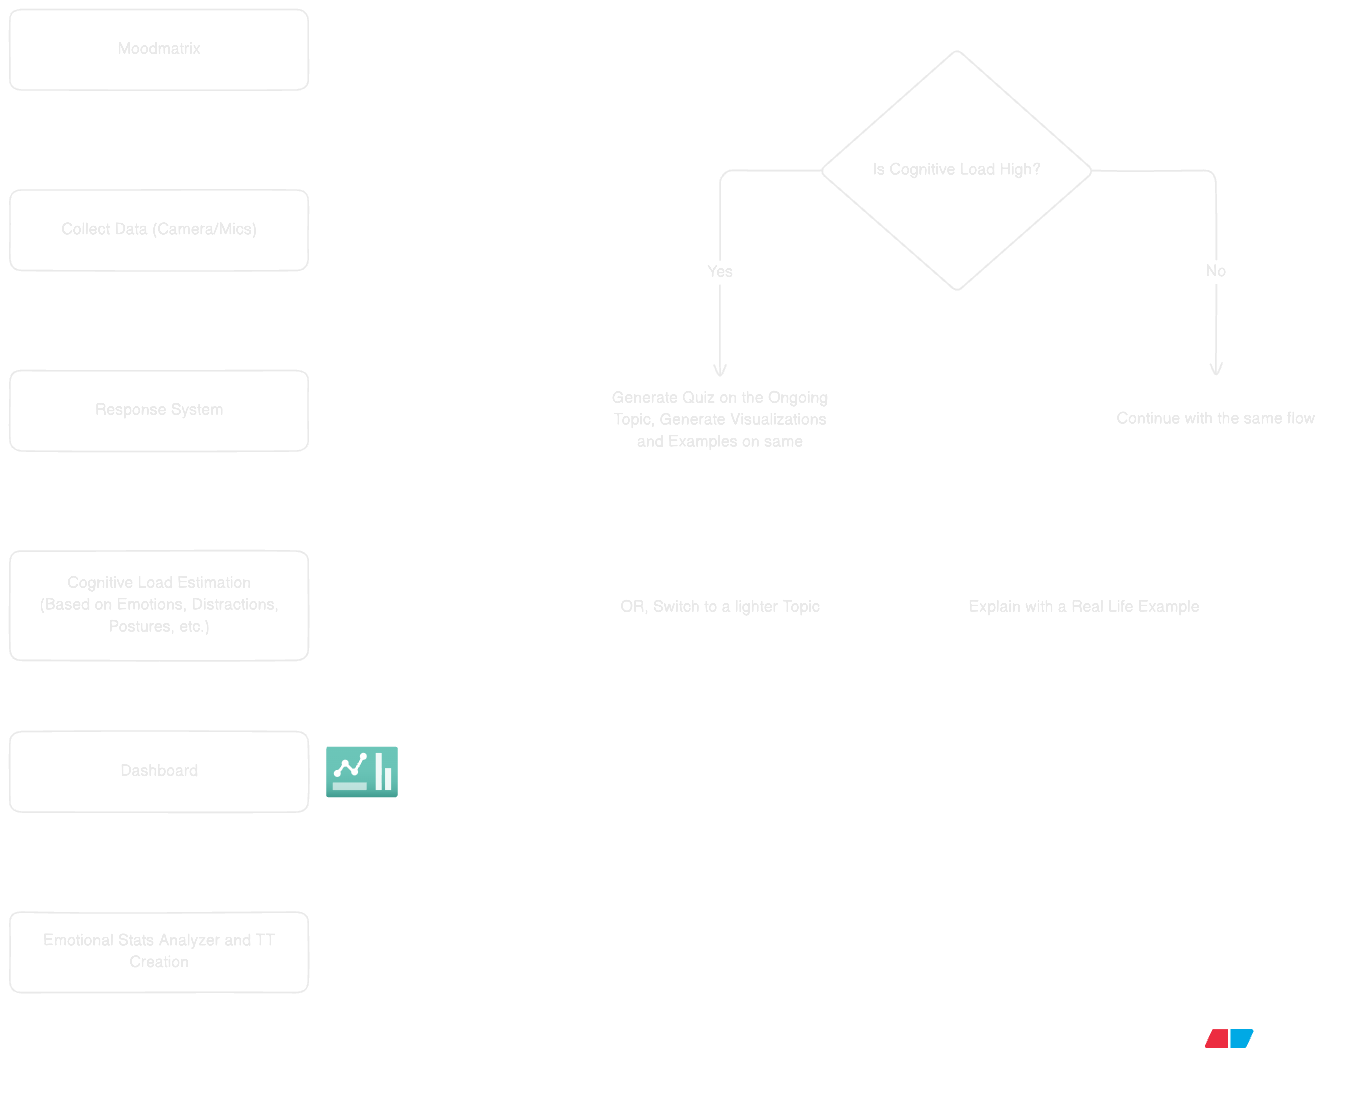 Moodmatrix
Collect Data (Camera/Mics)
Response System
Cognitive Load Estimation
(Based on Emotions, Distractions,
Postures, etc.)
Dashboard
Emotional Stats Analyzer and TT
Creation
Is Cognitive Load High?
Yes
No
Generate Quiz on the Ongoing
Topic, Generate Visualizations
and Examples on same
Continue with the same flow
OR, Switch to a lighter Topic
Explain with a Real Life Example